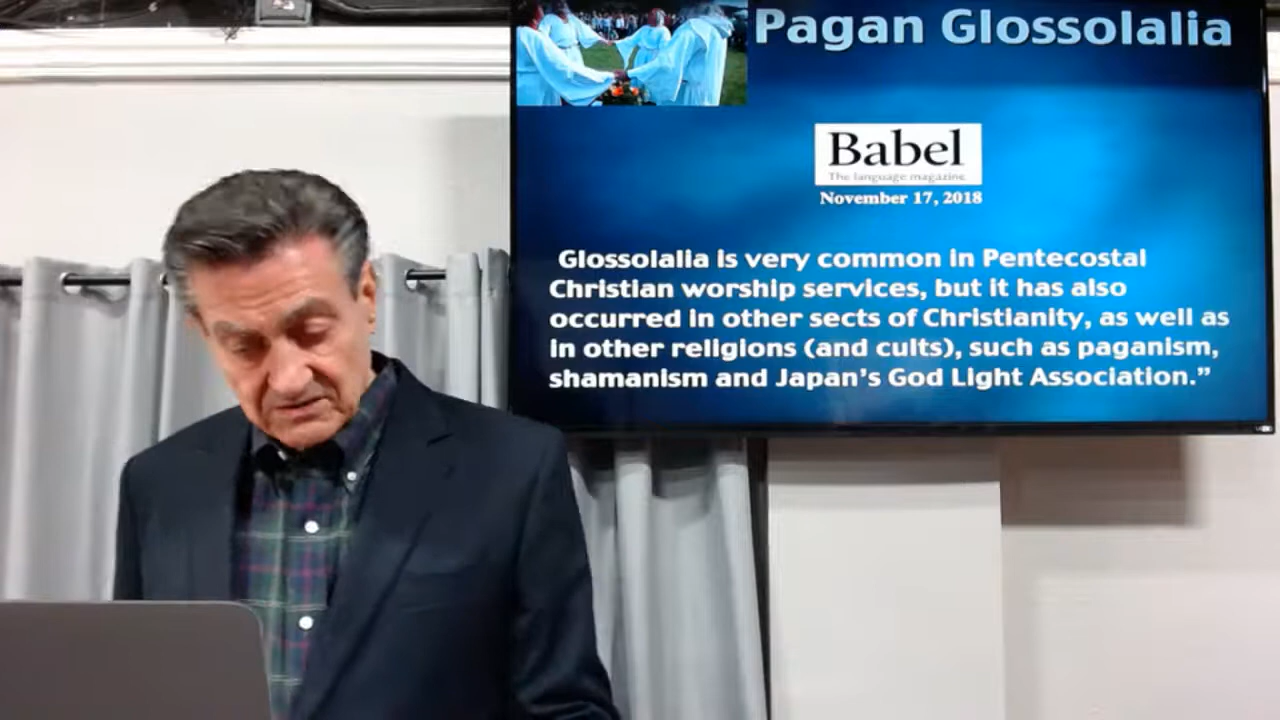 Pagan Glossolalia
Babel
The language magazine
November 17, 2018
Glossolalia is very common in Pentecostal
Christian worship services, but it has also
occurred in other sects of Christianity, as well as
in other religions (and cults), such as paganism,
shamanism and Japan's God Light Association.”